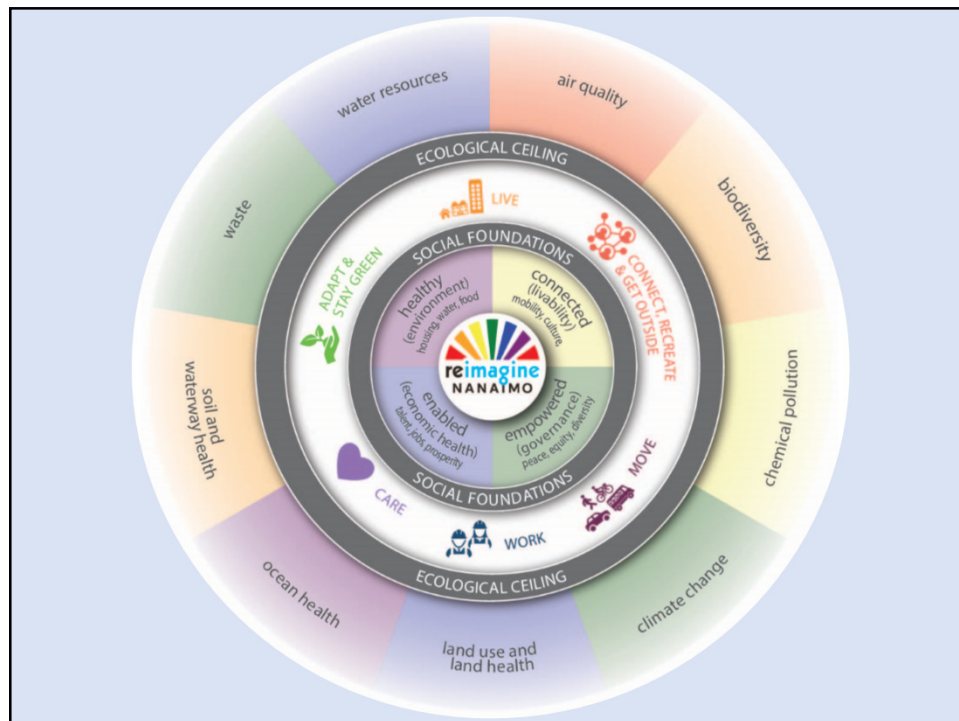 water resources
air quality
biodiversity
chemical pollution
climate change
land use and
land health
ocean health
soil and
waterway health
waste
ECOLOGICAL CEILING
LIVE
CONNECT, RECREATE
& GET OUTSIDE
MOVE
WORK
CARE
ADAPT &
STAY GREEN
ECOLOGICAL CEILING
SOCIAL FOUNDATIONS
healthy
(environment)
housing, water, food
connected
(livability)
mobility, culture,
empowered
(governance)
peace, equity, diversity
enabled
(economic health)
talent, jobs, prosperity
SOCIAL FOUNDATIONS
reimagine
NANAIMO